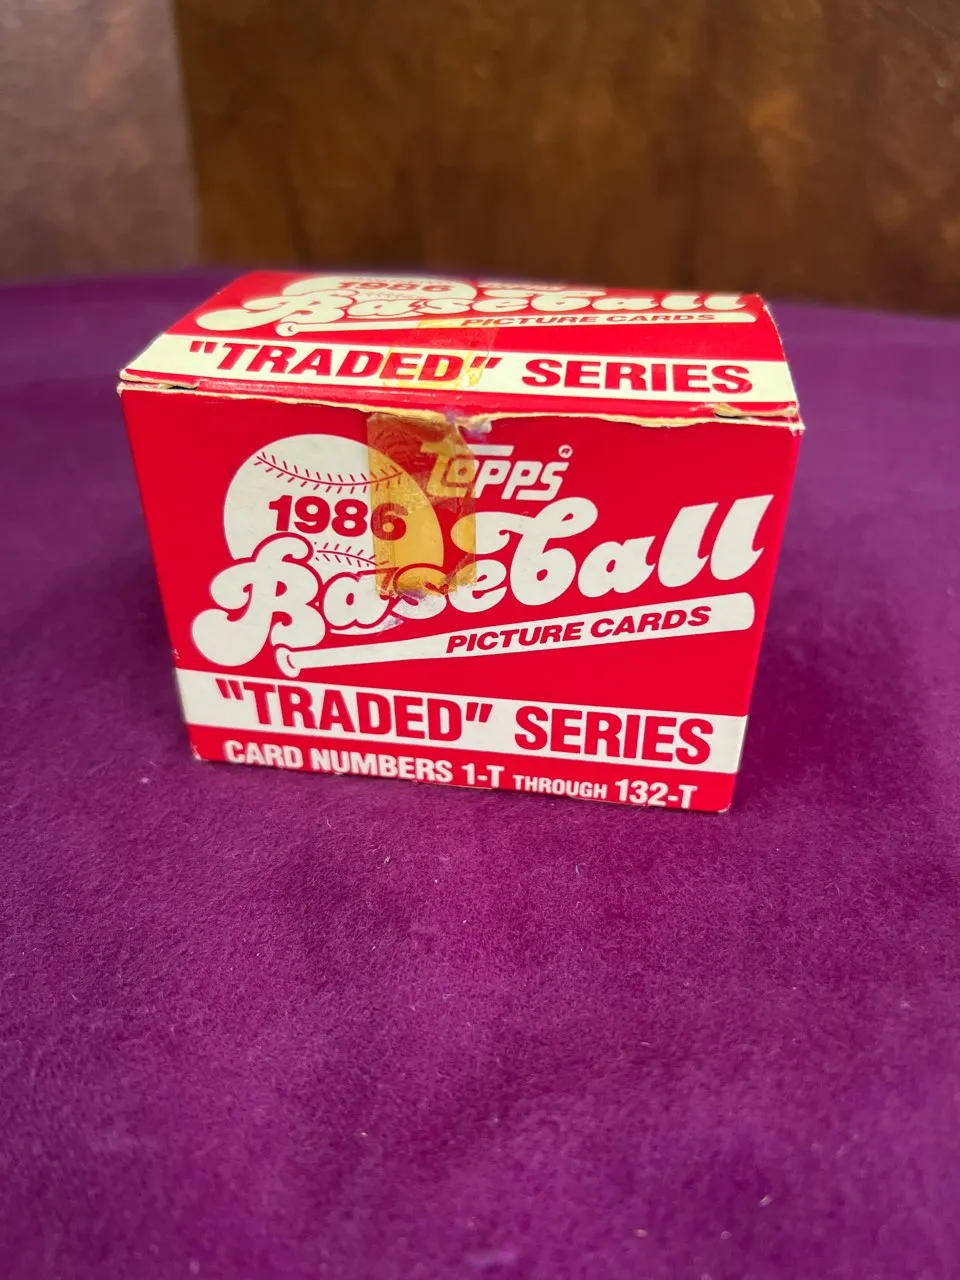 1986
Baseball
PICTURE CARDS
"TRADED" SERIES
TOPPS®
1986
Baseball
PICTURE CARDS
"TRADED" SERIES
CARD NUMBERS 1-T THROUGH 132-T